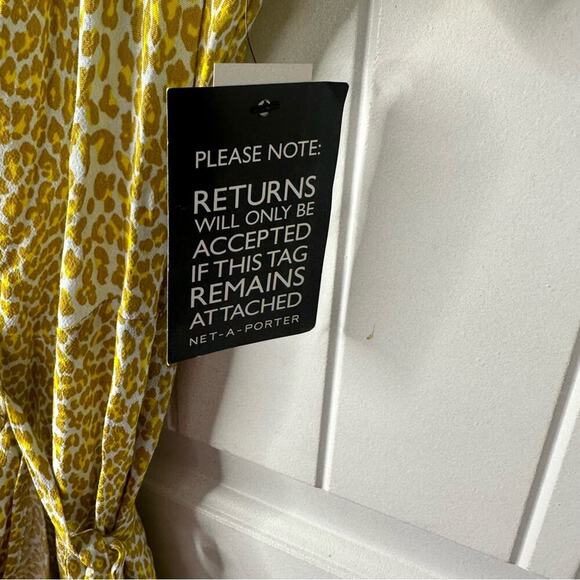 PLEASE NOTE:
RETURNS
WILL ONLY BE
ACCEPTED
IF THIS TAG
REMAINS
ATTACHED
NET-A-PORTER